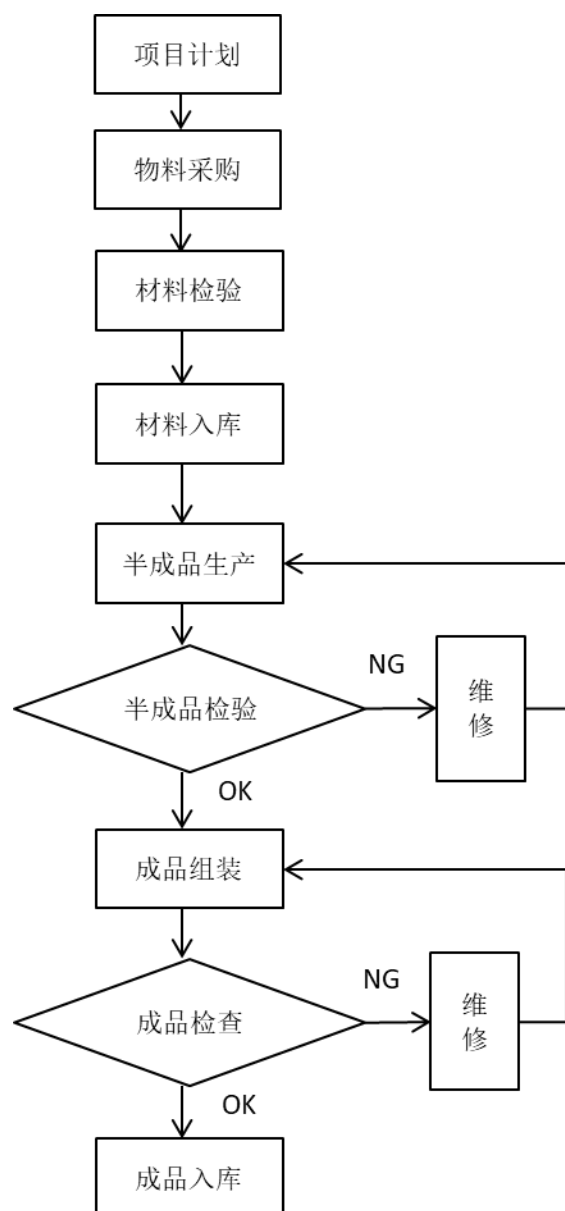 项目计划
物料采购
材料检验
材料入库
半成品生产
半成品检验
NG
维
修
OK
成品组装
成品检查
NG
维
修
OK
成品入库